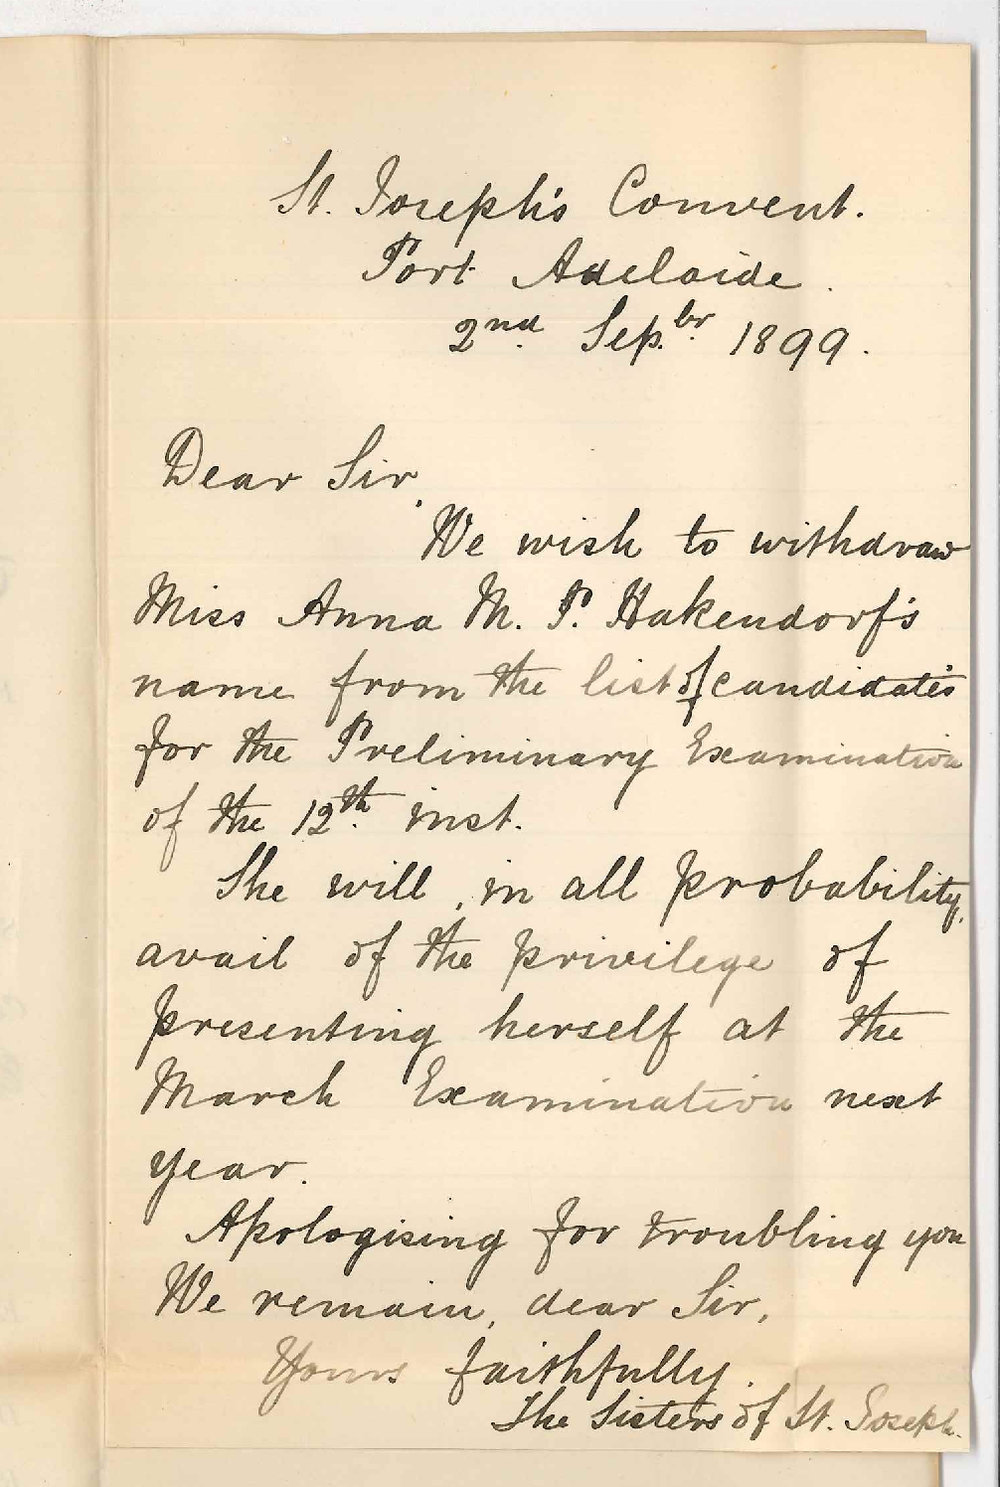 St. Joseph's Convent.
Port Adelaide.
2nd. Sep.br 1899.
Dear Sir,
We wish to withdraw
Miss Anna M. P. Hakendorf's
name from the list of candidates
for the Preliminary Examination
of the 12th. inst.
She will, in all probability,
avail of the privilege of
presenting herself at the
March Examination next
year.
Apologising for troubling you
We remain, dear Sir,
Yours faithfully.
The Sisters of St. Joseph.